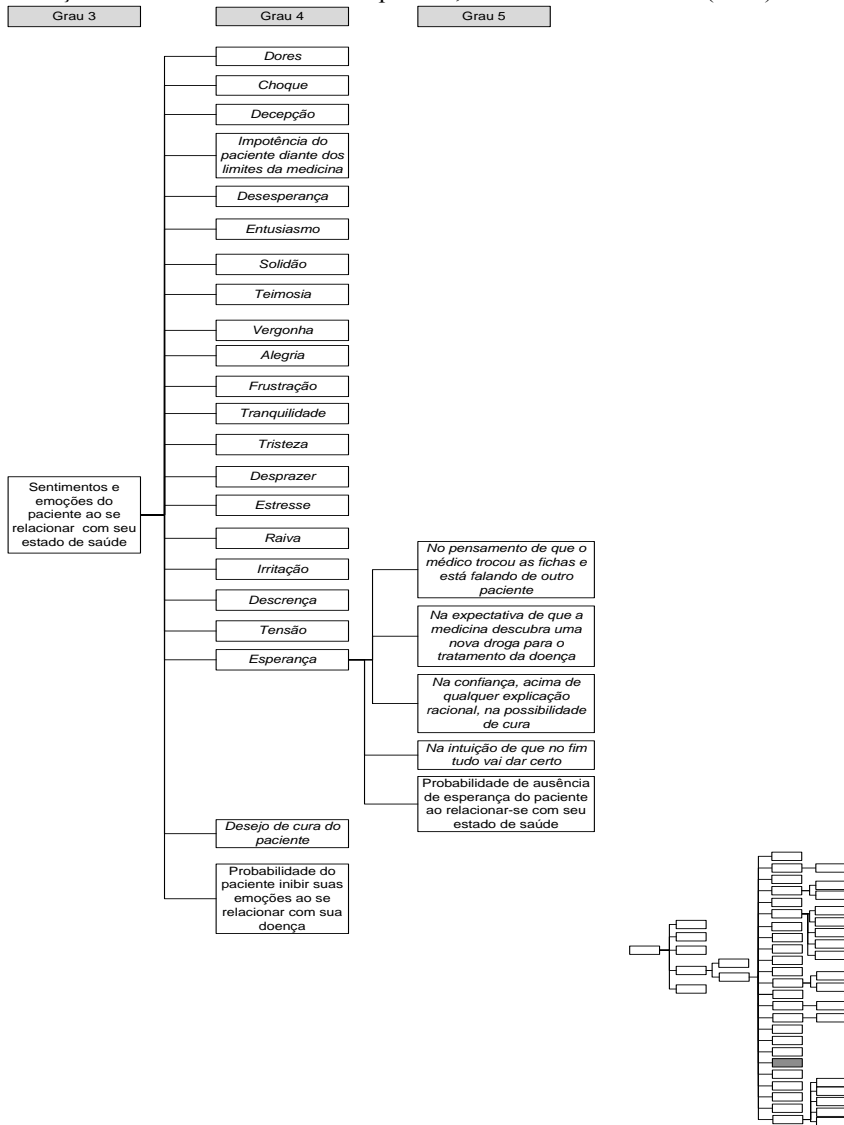 Grau 3
Grau 4
Grau 5
Dores
Choque
Decepção
Impotência do
paciente diante dos
limites da medicina
Desesperança
Entusiasmo
Solidão
Teimosia
Vergonha
Alegria
Frustração
Tranquilidade
Tristeza
Desprazer
Estresse
Raiva
Irritação
Descrença
Tensão
Esperança
Desejo de cura do
paciente
Probabilidade do
paciente inibir suas
emoções ao se
relacionar com sua
doença
Sentimentos e
emoções do
paciente ao se
relacionar com seu
estado de saúde
No pensamento de que o
médico trocou as fichas e
está falando de outro
paciente
Na expectativa de que a
medicina descubra uma
nova droga para o
tratamento da doença
Na confiança, acima de
qualquer explicação
racional, na possibilidade
de cura
Na intuição de que no fim
tudo vai dar certo
Probabilidade de ausência
de esperança do paciente
ao relacionar-se com seu
estado de saúde